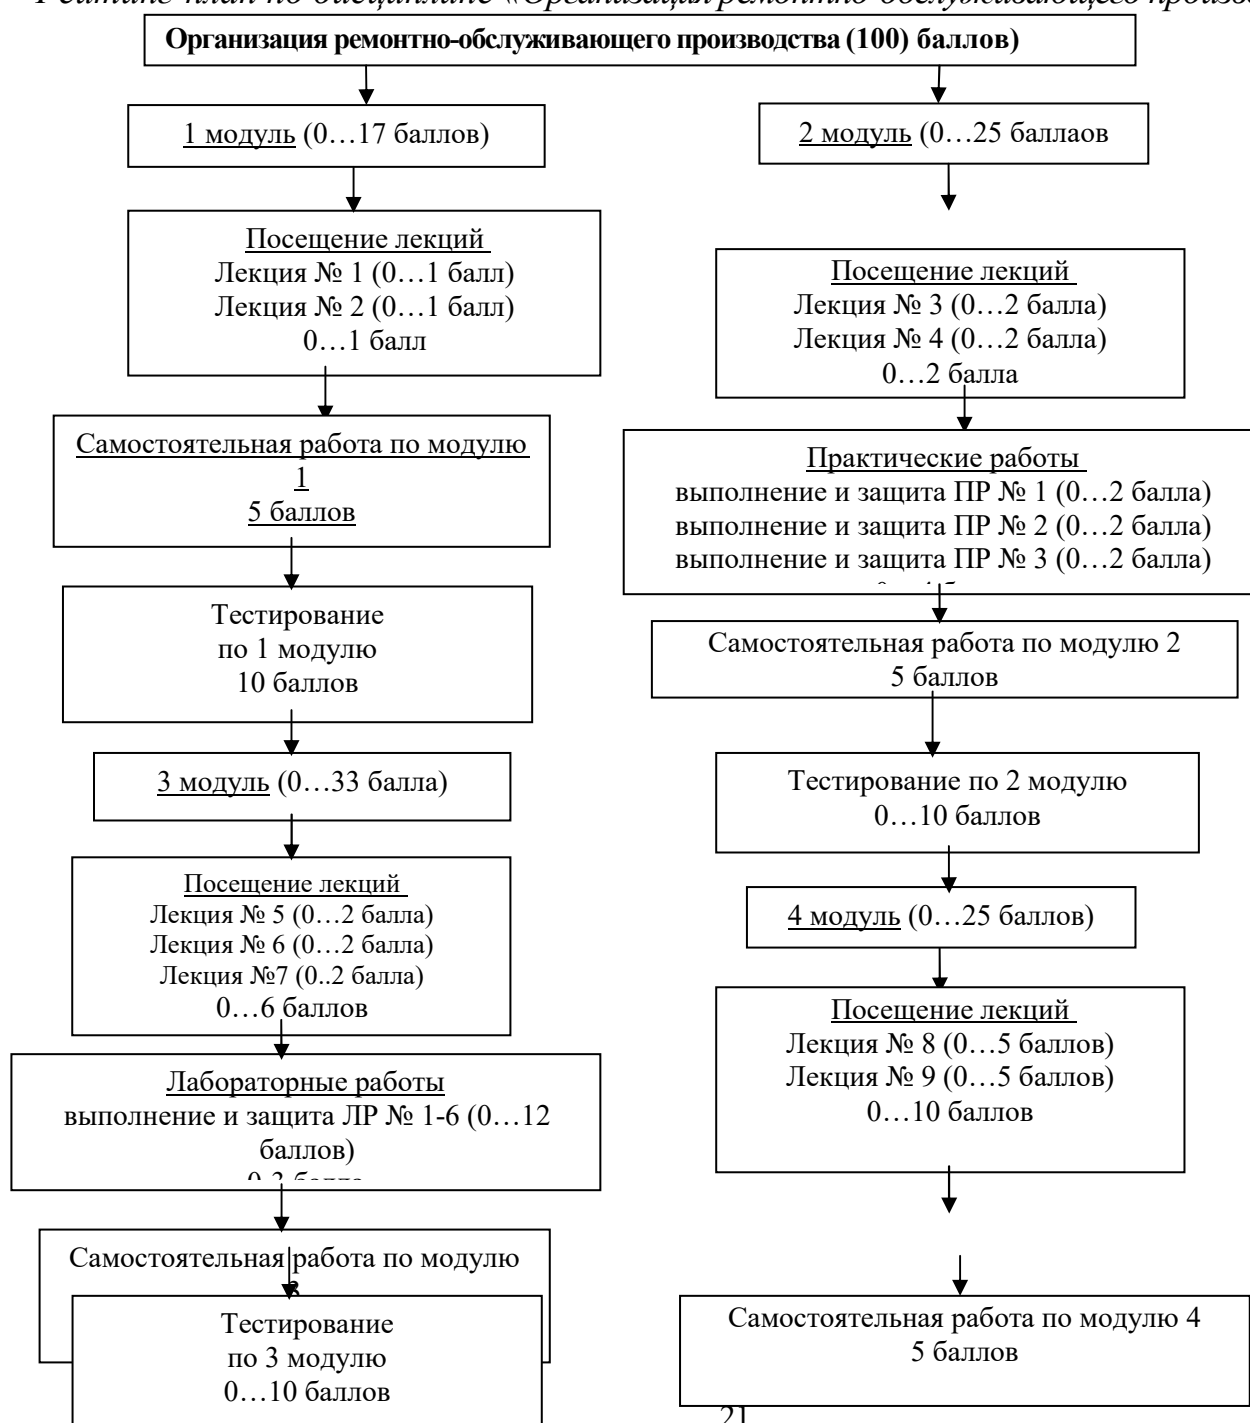 Рейтинг-план по дисциплине «Организация ремонтно-обслуживающего
Организация ремонтно-обслуживающего производства (100) баллов)
1 модуль (0…17 баллов)
2 модуль (0…25 баллаов
Посещение лекций
Лекция № 1 (0…1 балл)
Лекция № 2 (0…1 балл)
0…1 балл
Посещение лекций
Лекция № 3 (0…2 балла)
Лекция № 4 (0…2 балла)
0…2 балла
Самостоятельная работа по модулю
1
5 баллов
Практические работы
выполнение и защита ПР № 1 (0…2 балла)
выполнение и защита ПР № 2 (0…2 балла)
выполнение и защита ПР № 3 (0…2 балла)
Тестирование
по 1 модулю
10 баллов
Самостоятельная работа по модулю 2
5 баллов
3 модуль (0…33 балла)
Тестирование по 2 модулю
0…10 баллов
Посещение лекций
Лекция № 5 (0…2 балла)
Лекция № 6 (0…2 балла)
Лекция №7 (0..2 балла)
0…6 баллов
4 модуль (0…25 баллов)
Посещение лекций
Лекция № 8 (0…5 баллов)
Лекция № 9 (0…5 баллов)
0…10 баллов
Лабораторные работы
выполнение и защита ЛР № 1-6 (0…12
баллов)
Самостоятельная работа по модулю
3
Тестирование
по 3 модулю
0…10 баллов
Самостоятельная работа по модулю 4
5 баллов
21